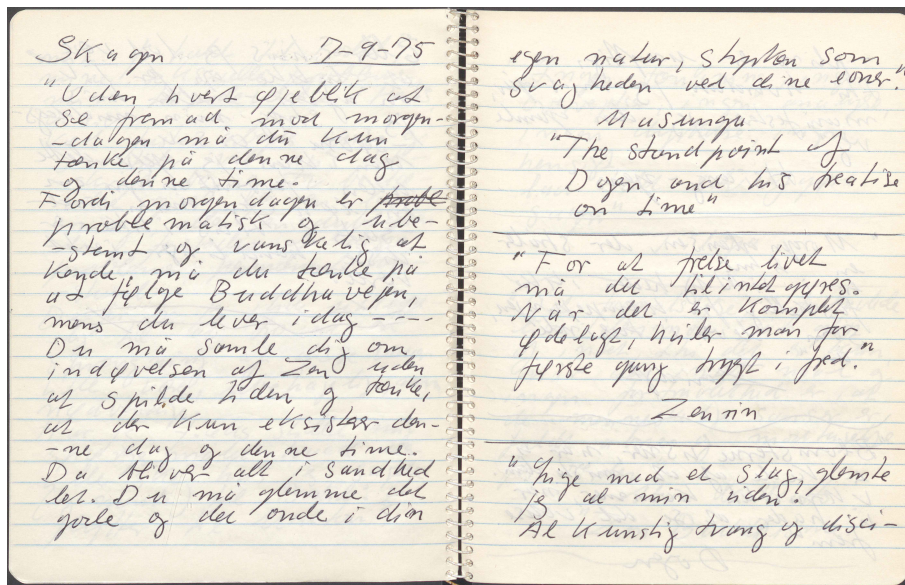 Skagen 7-9-75
"Uden hvert øjeblik at
se fremad mod morgen-
-dagen må du kun
tænke på denne dag
og denne time.
Fordi morgendagen er
problematisk og ube-
-stemt og vanskelig at
kende, må du tænke på
at følge Buddhavejen,
mens du lever i dag ----
Du må samle dig om
indøvelsen af Zen uden
at spilde tiden og tænke,
at der kun eksisterer den-
-ne dag og denne time.
Da bliver alt i sandhed
let. Du må glemme det
gode og det onde i din
egen natur, styrken som
svagheden ved dine evner."
Masunga
"The standpoint of
Dogen and his treatise
on time"
"For at frelse livet
må det tilintetgøres.
Når det er komplet
ødelagt, hviler man for
første gang trygt i fred."
Zenrin
"Lige med et slag, glemte
jeg al min viden.
Al kunstig trang og disci-